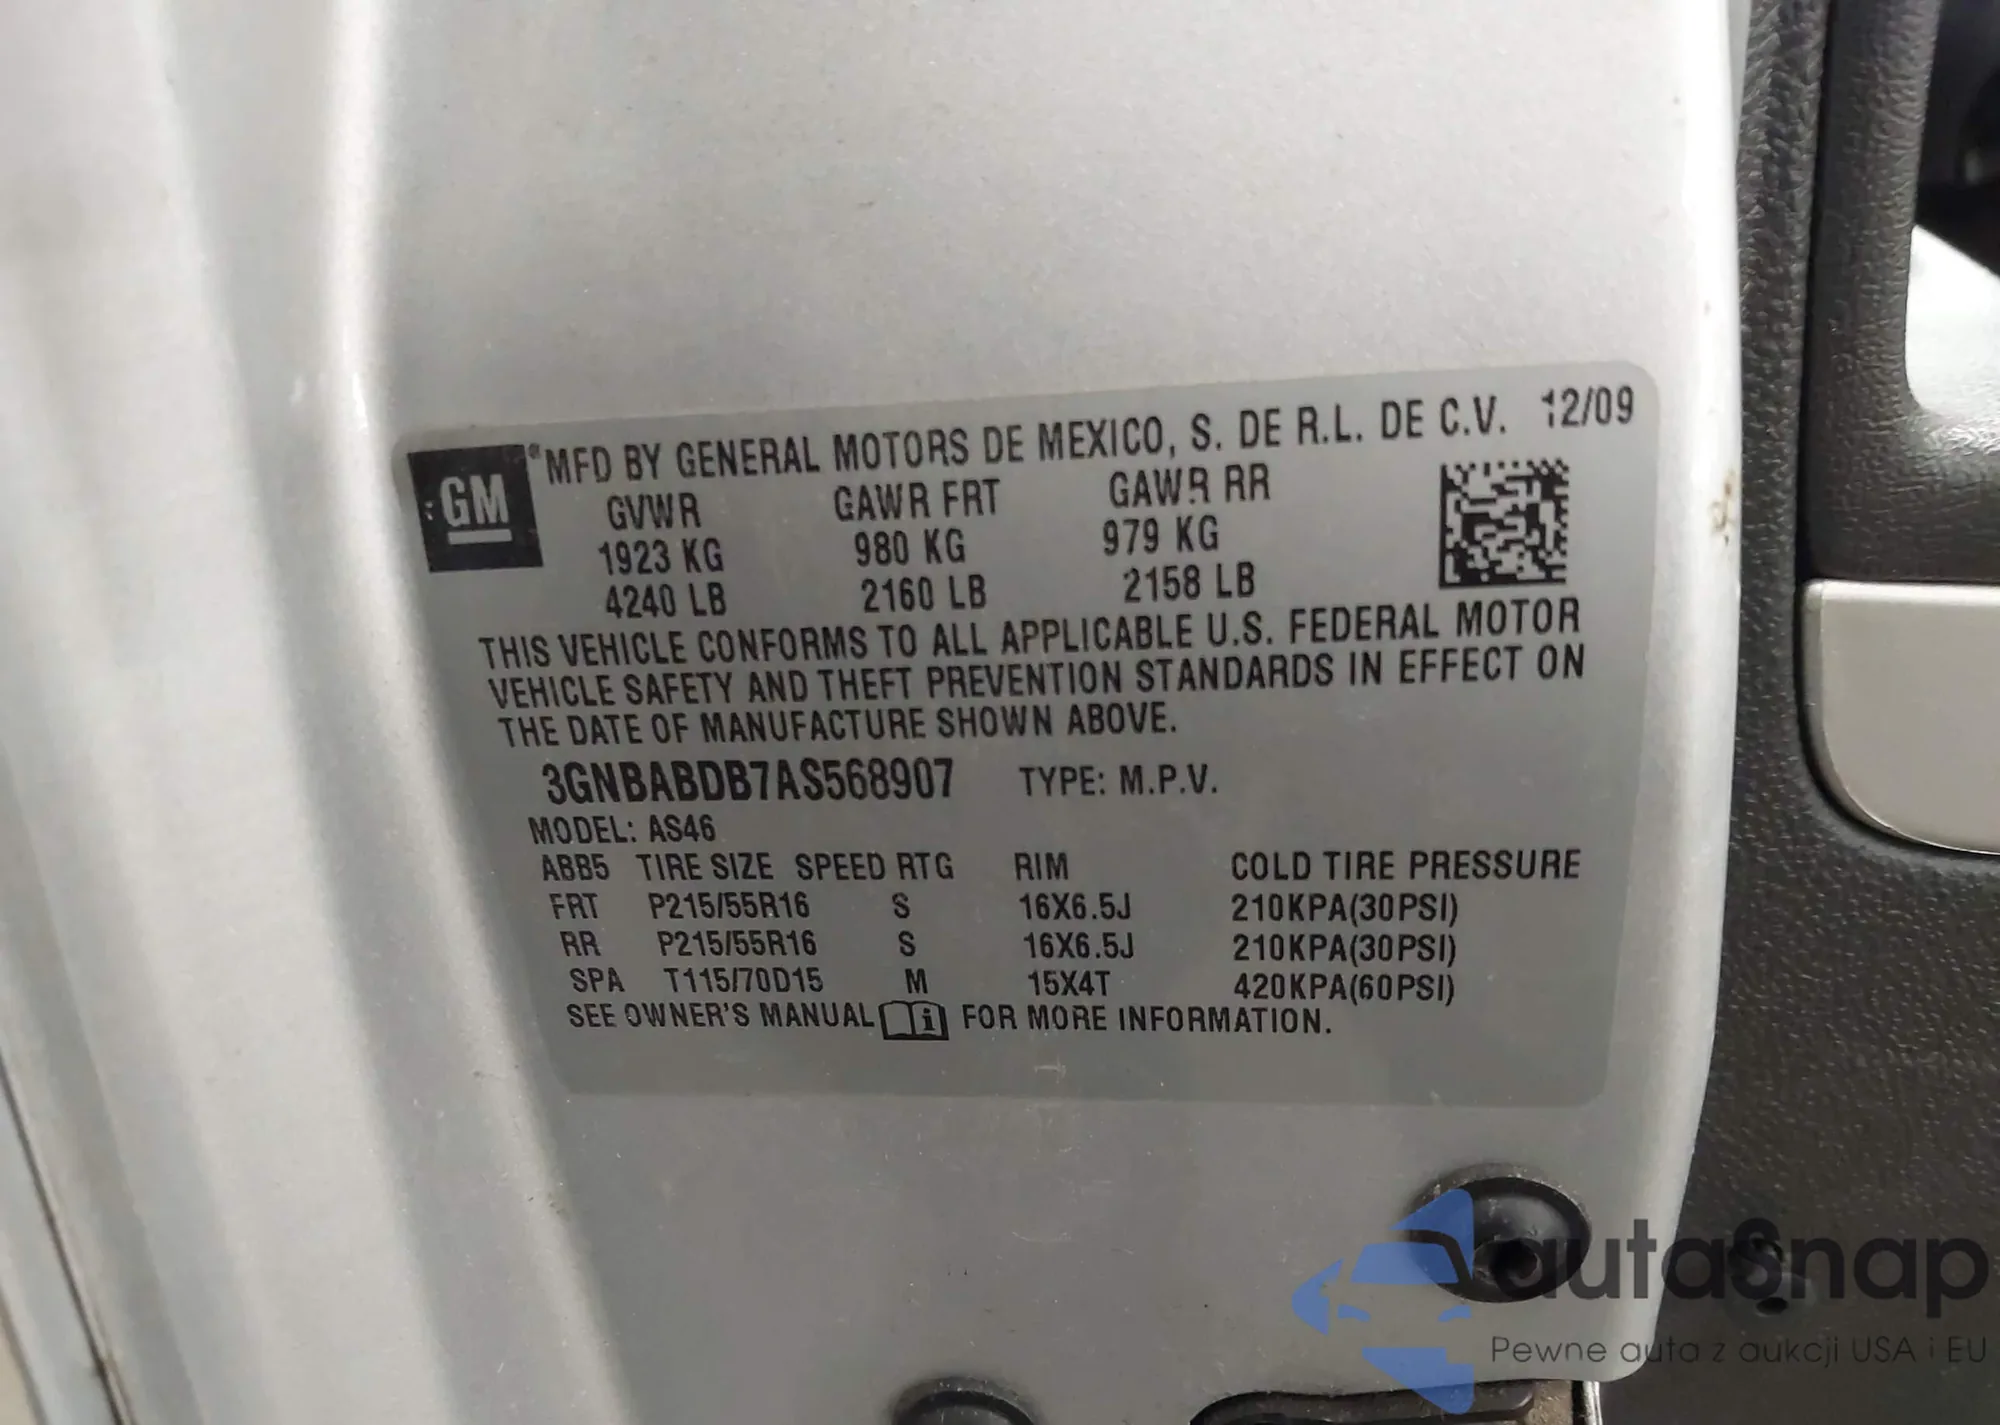 GM
®MFD BY GENERAL MOTORS DE MEXICO, S. DE R.L. DE C.V. 12/09
GVWR GAWR FRT GAWR RR
1923 KG 980 KG 979 KG
4240 LB 2160 LB 2158 LB
THIS VEHICLE CONFORMS TO ALL APPLICABLE U.S. FEDERAL MOTOR
VEHICLE SAFETY AND THEFT PREVENTION STANDARDS IN EFFECT ON
THE DATE OF MANUFACTURE SHOWN ABOVE.
3GNBABDB7AS568907 TYPE: M.P.V.
MODEL: AS46
ABB5 TIRE SIZE SPEED RTG RIM COLD TIRE PRESSURE
FRT P215/55R16 S 16X6.5J 210KPA(30PSI)
RR P215/55R16 S 16X6.5J 210KPA(30PSI)
SPA T115/70D15 M 15X4T 420KPA(60PSI)
SEE OWNER'S MANUAL i FOR MORE INFORMATION.
autaSnap
Pewne auta z aukcji USA i EU